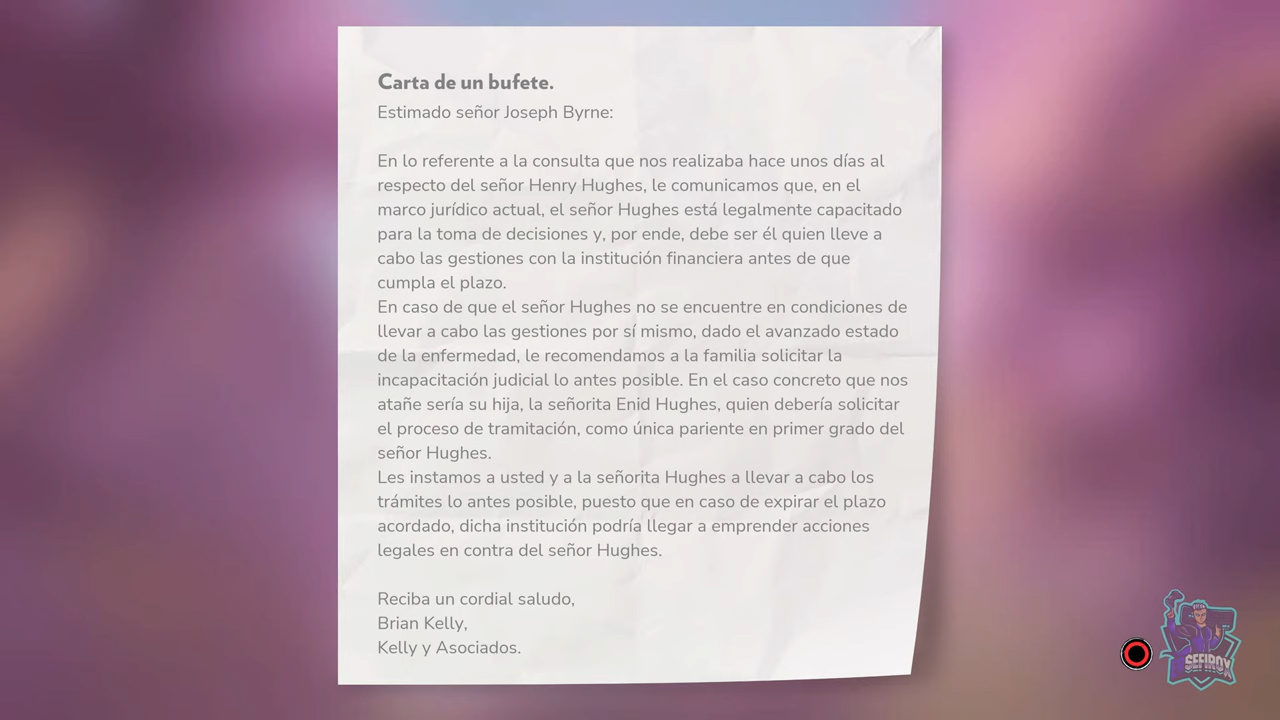 Carta de un bufete.
Estimado señor Joseph Byrne:
En lo referente a la consulta que nos realizaba hace unos días al
respecto del señor Henry Hughes, le comunicamos que, en el
marco jurídico actual, el señor Hughes está legalmente capacitado
para la toma de decisiones y, por ende, debe ser él quien lleve a
cabo las gestiones con la institución financiera antes de que
cumpla el plazo.
En caso de que el señor Hughes no se encuentre en condiciones de
llevar a cabo las gestiones por sí mismo, dado el avanzado estado
de la enfermedad, le recomendamos a la familia solicitar la
incapacitación judicial lo antes posible. En el caso concreto que nos
atañe sería su hija, la señorita Enid Hughes, quien debería solicitar
el proceso de tramitación, como única pariente en primer grado del
señor Hughes.
Les instamos a usted y a la señorita Hughes a llevar a cabo los
trámites lo antes posible, puesto que en caso de expirar el plazo
acordado, dicha institución podría llegar a emprender acciones
legales en contra del señor Hughes.
Reciba un cordial saludo,
Brian Kelly,
Kelly y Asociados.
SEFIROX